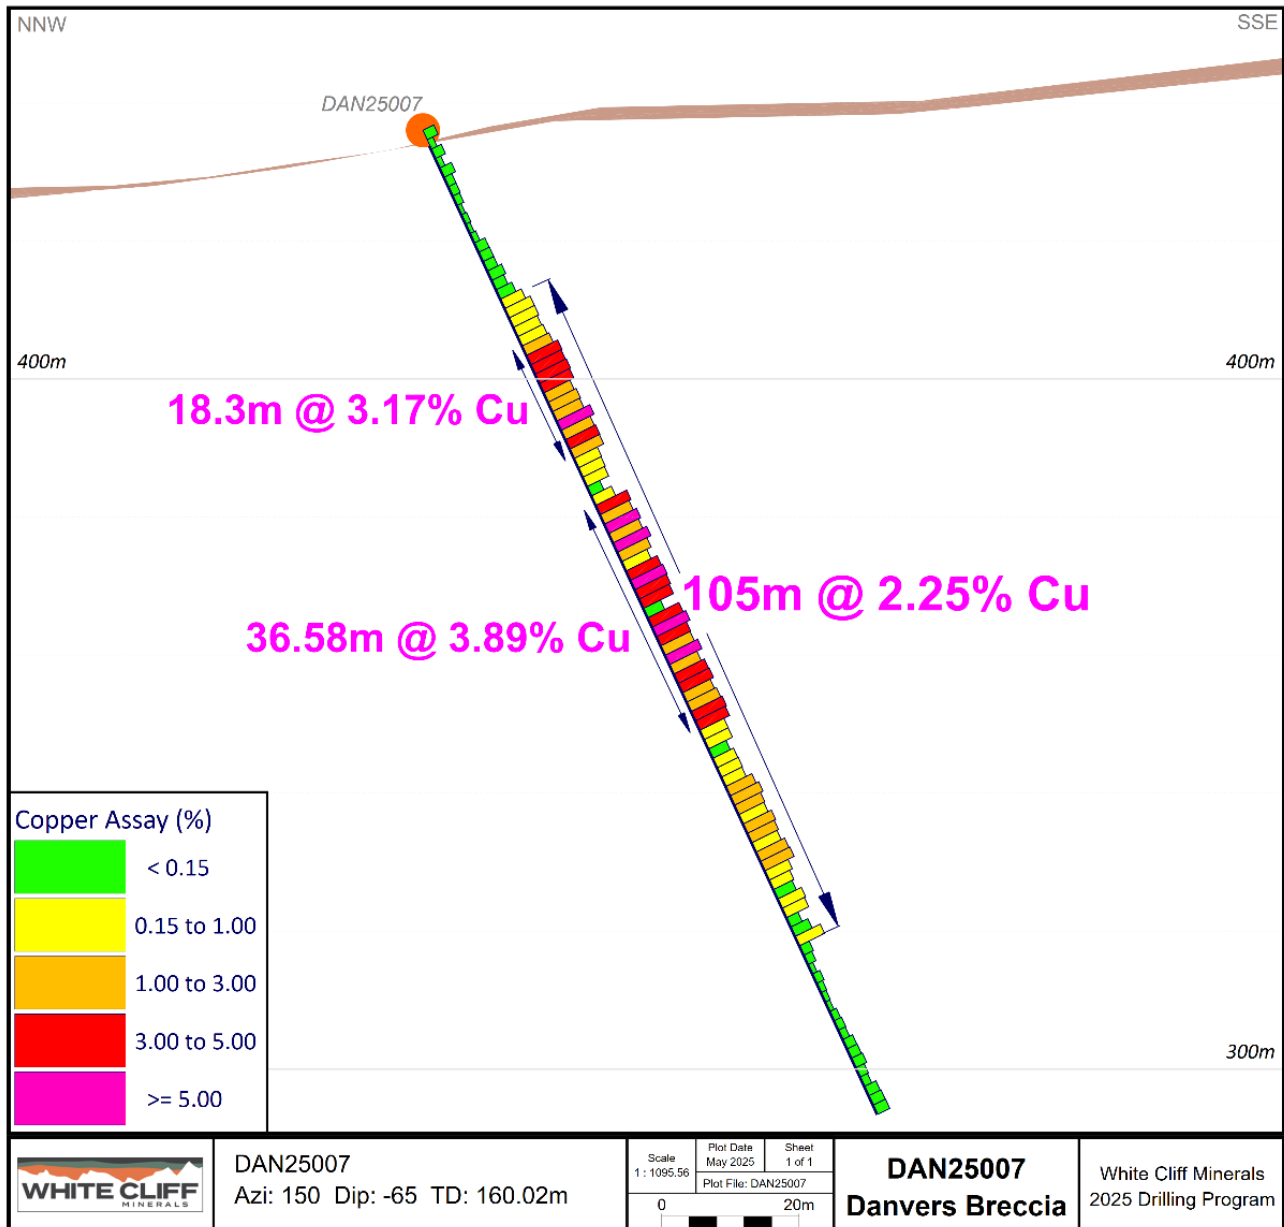 NNW
SSE
DAN25007
400m
400m
18.3m @ 3.17% Cu
105m @ 2.25% Cu
36.58m @ 3.89% Cu
Copper Assay (%)
< 0.15
0.15 to 1.00
1.00 to 3.00
3.00 to 5.00
>= 5.00
300m
WHITE CLIFF
MINERALS
DAN25007
Azi: 150 Dip: -65 TD: 160.02m
Scale
1 : 1095.56
Plot Date
May 2025
Sheet
1 of 1
Plot File: DAN25007
0 20m
DAN25007
Danvers Breccia
White Cliff Minerals
2025 Drilling Program